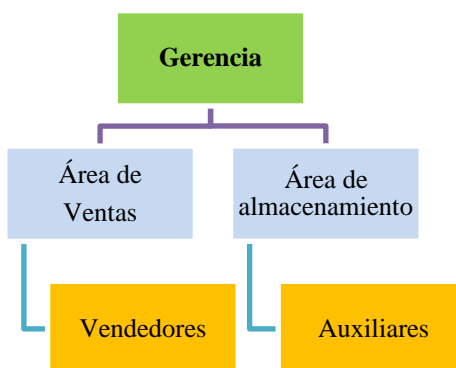 Gerencia
Área de
Ventas
Área de
almacenamiento
Vendedores
Auxiliares